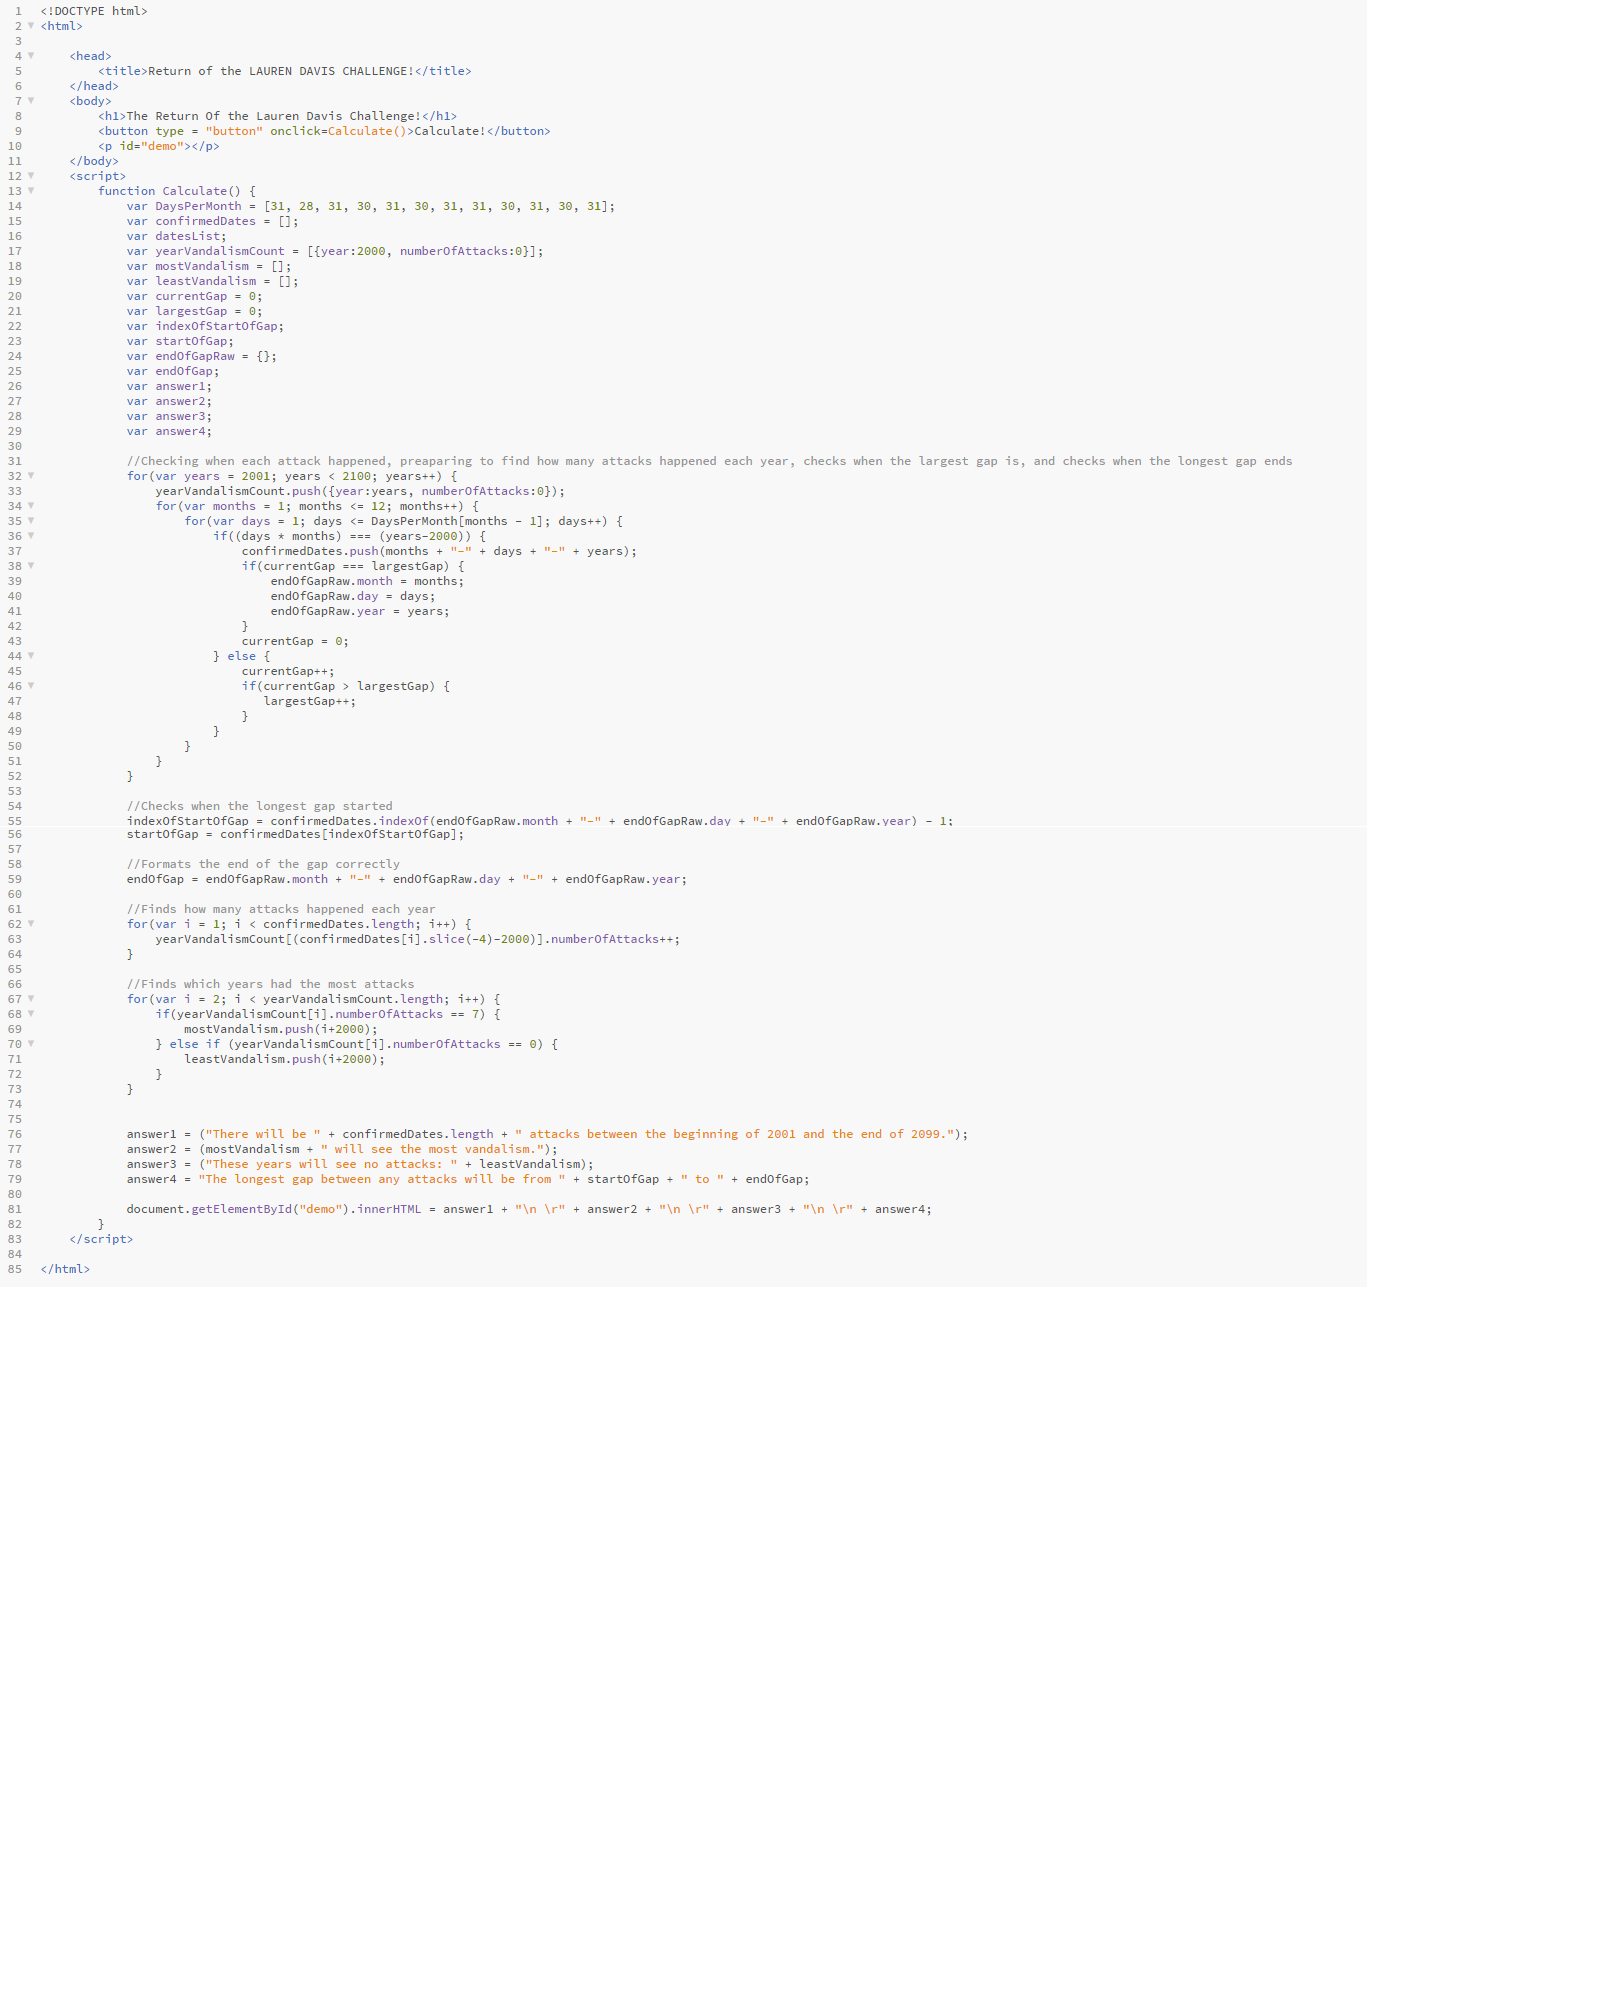 1 <!DOCTYPE html>
2 <html>
3
4 <head>
5 <title>Return of the LAUREN DAVIS CHALLENGE!</title>
6 </head>
7 <body>
8 <h1>The Return Of the Lauren Davis Challenge!</h1>
9 <button type = "button" onclick=Calculate()>Calculate!</button>
10 <p id="demo"></p>
11 </body>
12 <script>
13 function Calculate() {
14 var DaysPerMonth = [31, 28, 31, 30, 31, 30, 31, 31, 30, 31, 30, 31];
15 var confirmedDates = [];
16 var datesList;
17 var yearVandalismCount = [{year:2000, numberOfAttacks:0}];
18 var mostVandalism = [];
19 var leastVandalism = [];
20 var currentGap = 0;
21 var largestGap = 0;
22 var indexOfStartOfGap;
23 var startOfGap;
24 var endOfGapRaw = {};
25 var endOfGap;
26 var answer1;
27 var answer2;
28 var answer3;
29 var answer4;
30
31 //Checking when each attack happened, preaparing to find how many attacks happened each year, checks when the largest gap is, and checks when the longest gap ends
32 for(var years = 2001; years < 2100; years++) {
33 yearVandalismCount.push({year:years, numberOfAttacks:0});
34 for(var months = 1; months <= 12; months++) {
35 for(var days = 1; days <= DaysPerMonth[months - 1]; days++) {
36 if((days * months) === (years-2000)) {
37 confirmedDates.push(months + "-" + days + "-" + years);
38 if(currentGap === largestGap) {
39 endOfGapRaw.month = months;
40 endOfGapRaw.day = days;
41 endOfGapRaw.year = years;
42 }
43 currentGap = 0;
44 } else {
45 currentGap++;
46 if(currentGap > largestGap) {
47 largestGap++;
48 }
49 }
50 }
51 }
52 }
53
54 //Checks when the longest gap started
55 indexOfStartOfGap = confirmedDates.indexOf(endOfGapRaw.month + "-" + endOfGapRaw.day + "-" + endOfGapRaw.year) - 1;
56 startOfGap = confirmedDates[indexOfStartOfGap];
57
58 //Formats the end of the gap correctly
59 endOfGap = endOfGapRaw.month + "-" + endOfGapRaw.day + "-" + endOfGapRaw.year;
60
61 //Finds how many attacks happened each year
62 for(var i = 1; i < confirmedDates.length; i++) {
63 yearVandalismCount[(confirmedDates[i].slice(-4)-2000)].numberOfAttacks++;
64 }
65
66 //Finds which years had the most attacks
67 for(var i = 2; i < yearVandalismCount.length; i++) {
68 if(yearVandalismCount[i].numberOfAttacks == 7) {
69 mostVandalism.push(i+2000);
70 } else if (yearVandalismCount[i].numberOfAttacks == 0) {
71 leastVandalism.push(i+2000);
72 }
73 }
74
75
76 answer1 = ("There will be " + confirmedDates.length + " attacks between the beginning of 2001 and the end of 2099.");
77 answer2 = (mostVandalism + " will see the most vandalism.");
78 answer3 = ("These years will see no attacks: " + leastVandalism);
79 answer4 = "The longest gap between any attacks will be from " + startOfGap + " to " + endOfGap;
80
81 document.getElementById("demo").innerHTML = answer1 + "\n \r" + answer2 + "\n \r" + answer3 + "\n \r" + answer4;
82 }
83 </script>
84
85 </html>